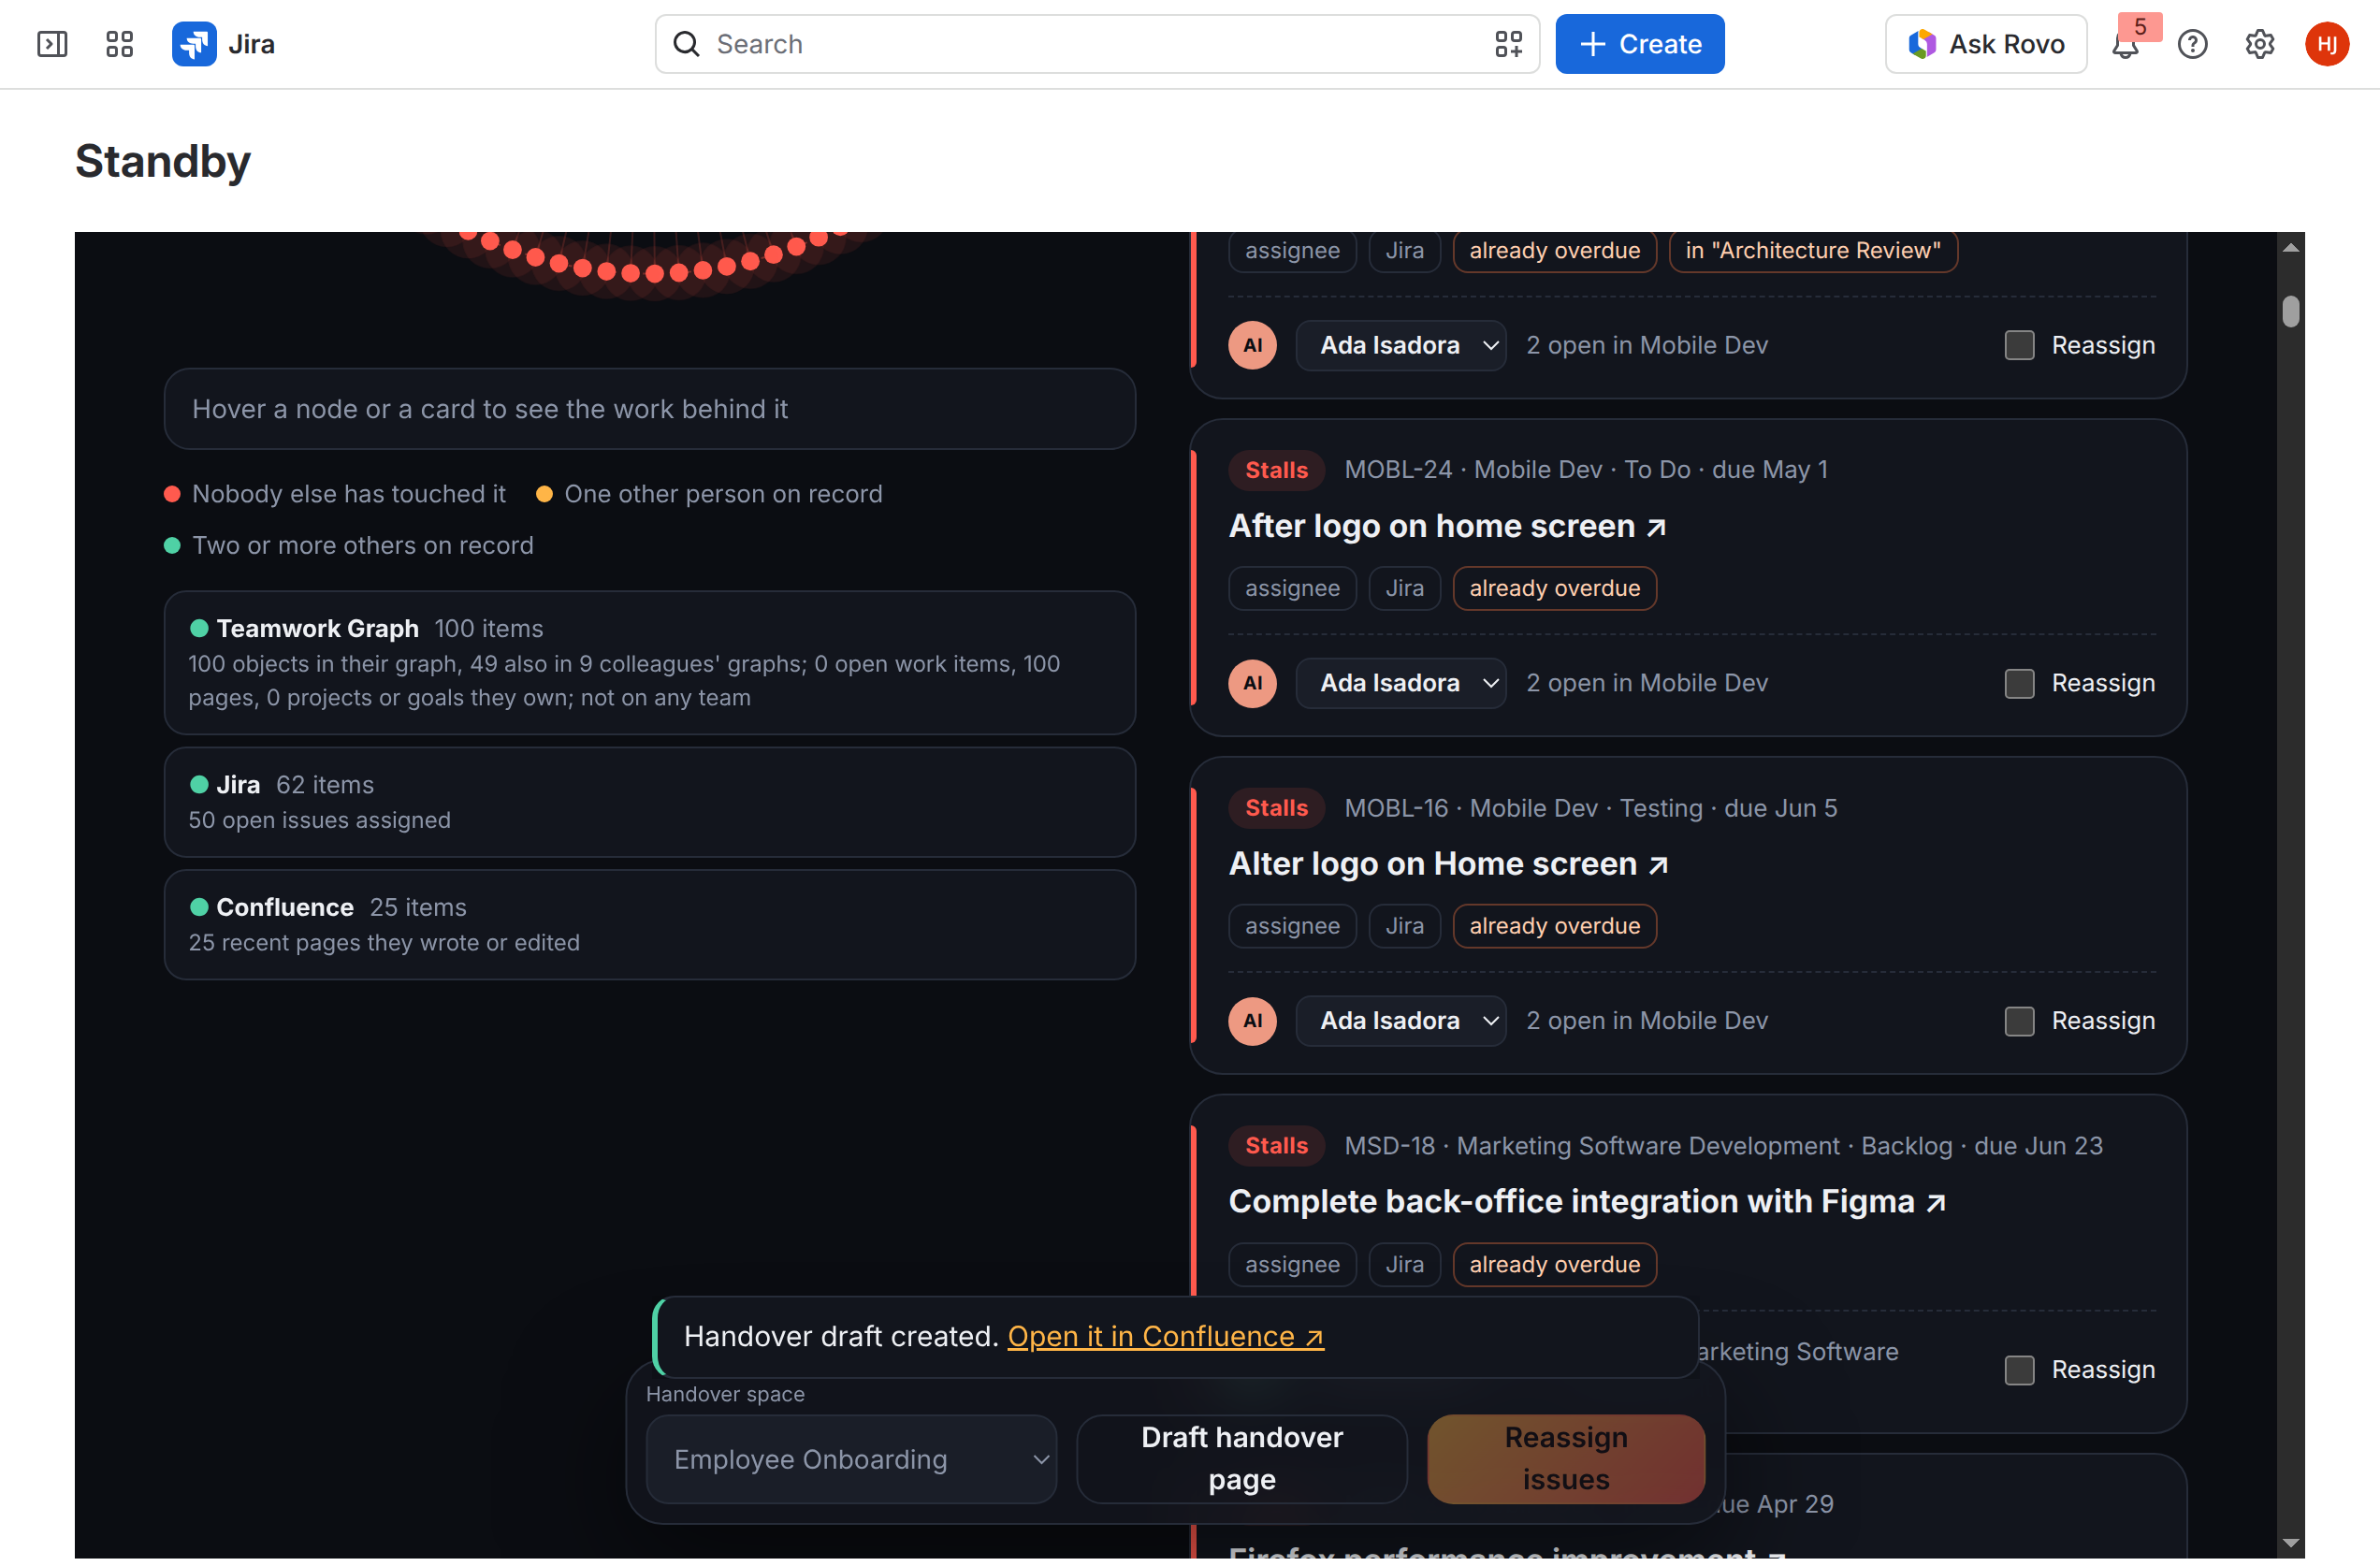 Jira
Search
Create
Ask Rovo
5
HJ
Standby
Hover a node or a card to see the work behind it
Nobody else has touched it
One other person on record
Two or more others on record
Teamwork Graph 100 items
100 objects in their graph, 49 also in 9 colleagues' graphs; 0 open work items, 100
pages, 0 projects or goals they own; not on any team
Jira 62 items
50 open issues assigned
Confluence 25 items
25 recent pages they wrote or edited
assignee Jira already overdue in "Architecture Review"
AI Ada Isadora 2 open in Mobile Dev Reassign
Stalls MOBL-24 · Mobile Dev · To Do · due May 1
After logo on home screen ↗
assignee Jira already overdue
AI Ada Isadora 2 open in Mobile Dev Reassign
Stalls MOBL-16 · Mobile Dev · Testing · due Jun 5
Alter logo on Home screen ↗
assignee Jira already overdue
AI Ada Isadora 2 open in Mobile Dev Reassign
Stalls MSD-18 · Marketing Software Development · Backlog · due Jun 23
Complete back-office integration with Figma ↗
assignee Jira already overdue
Software Reassign
Apr 29
Firefox performance improvement ↗
Handover draft created. Open it in Confluence ↗
Handover space
Employee Onboarding
Draft handover
page
Reassign
issues